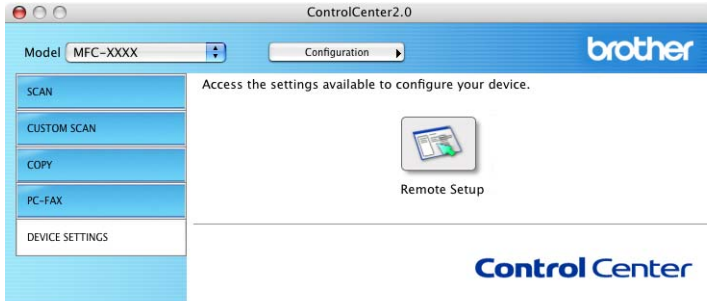 ControlCenter2.0
Model MFC-XXXX Configuration brother
SCAN
CUSTOM SCAN
COPY
PC-FAX
DEVICE SETTINGS
Access the settings available to configure your device.
Remote Setup
Control Center